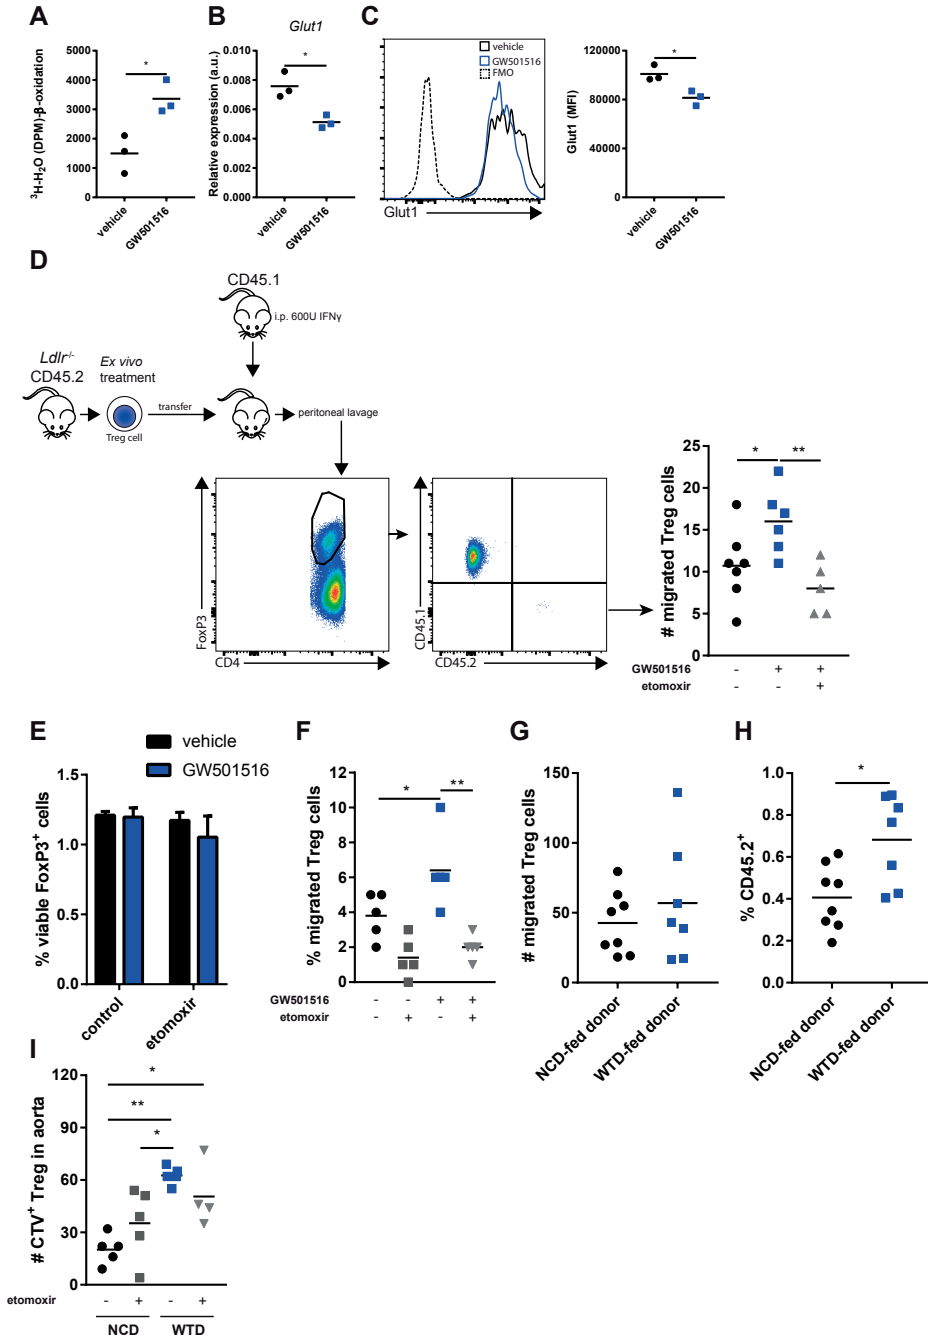 A
³H-H₂O (DPM)-β-oxidation
5000
4000
3000
2000
1000
0
*
vehicle
GW501516
B
Glut1
Relative expression (a.u.)
0.010
0.008
0.006
0.004
0.002
0.000
*
vehicle
GW501516
C
vehicle
GW501516
FMO
Glut1
Glut1 (MFI)
120000
80000
40000
0
*
vehicle
GW501516
D
CD45.1
i.p. 600U IFNγ
Ldlr⁻/⁻
CD45.2
Ex vivo
treatment
Treg cell
transfer
peritoneal lavage
FoxP3
CD4
CD45.1
CD45.2
# migrated Treg cells
25
20
15
10
5
0
* **
GW501516 - + +
etomoxir - - +
E
vehicle
GW501516
% viable FoxP3⁺ cells
1.5
1.0
0.5
0.0
control
etomoxir
F
% migrated Treg cells
12
10
8
6
4
2
0
* **
GW501516 - - + +
etomoxir - + - +
G
# migrated Treg cells
150
100
50
0
NCD-fed donor
WTD-fed donor
H
% CD45.2⁺
1.0
0.8
0.6
0.4
0.2
0.0
*
NCD-fed donor
WTD-fed donor
I
# CTV⁺ Treg in aorta
120
90
60
30
0
*
**
*
etomoxir - + - +
NCD WTD